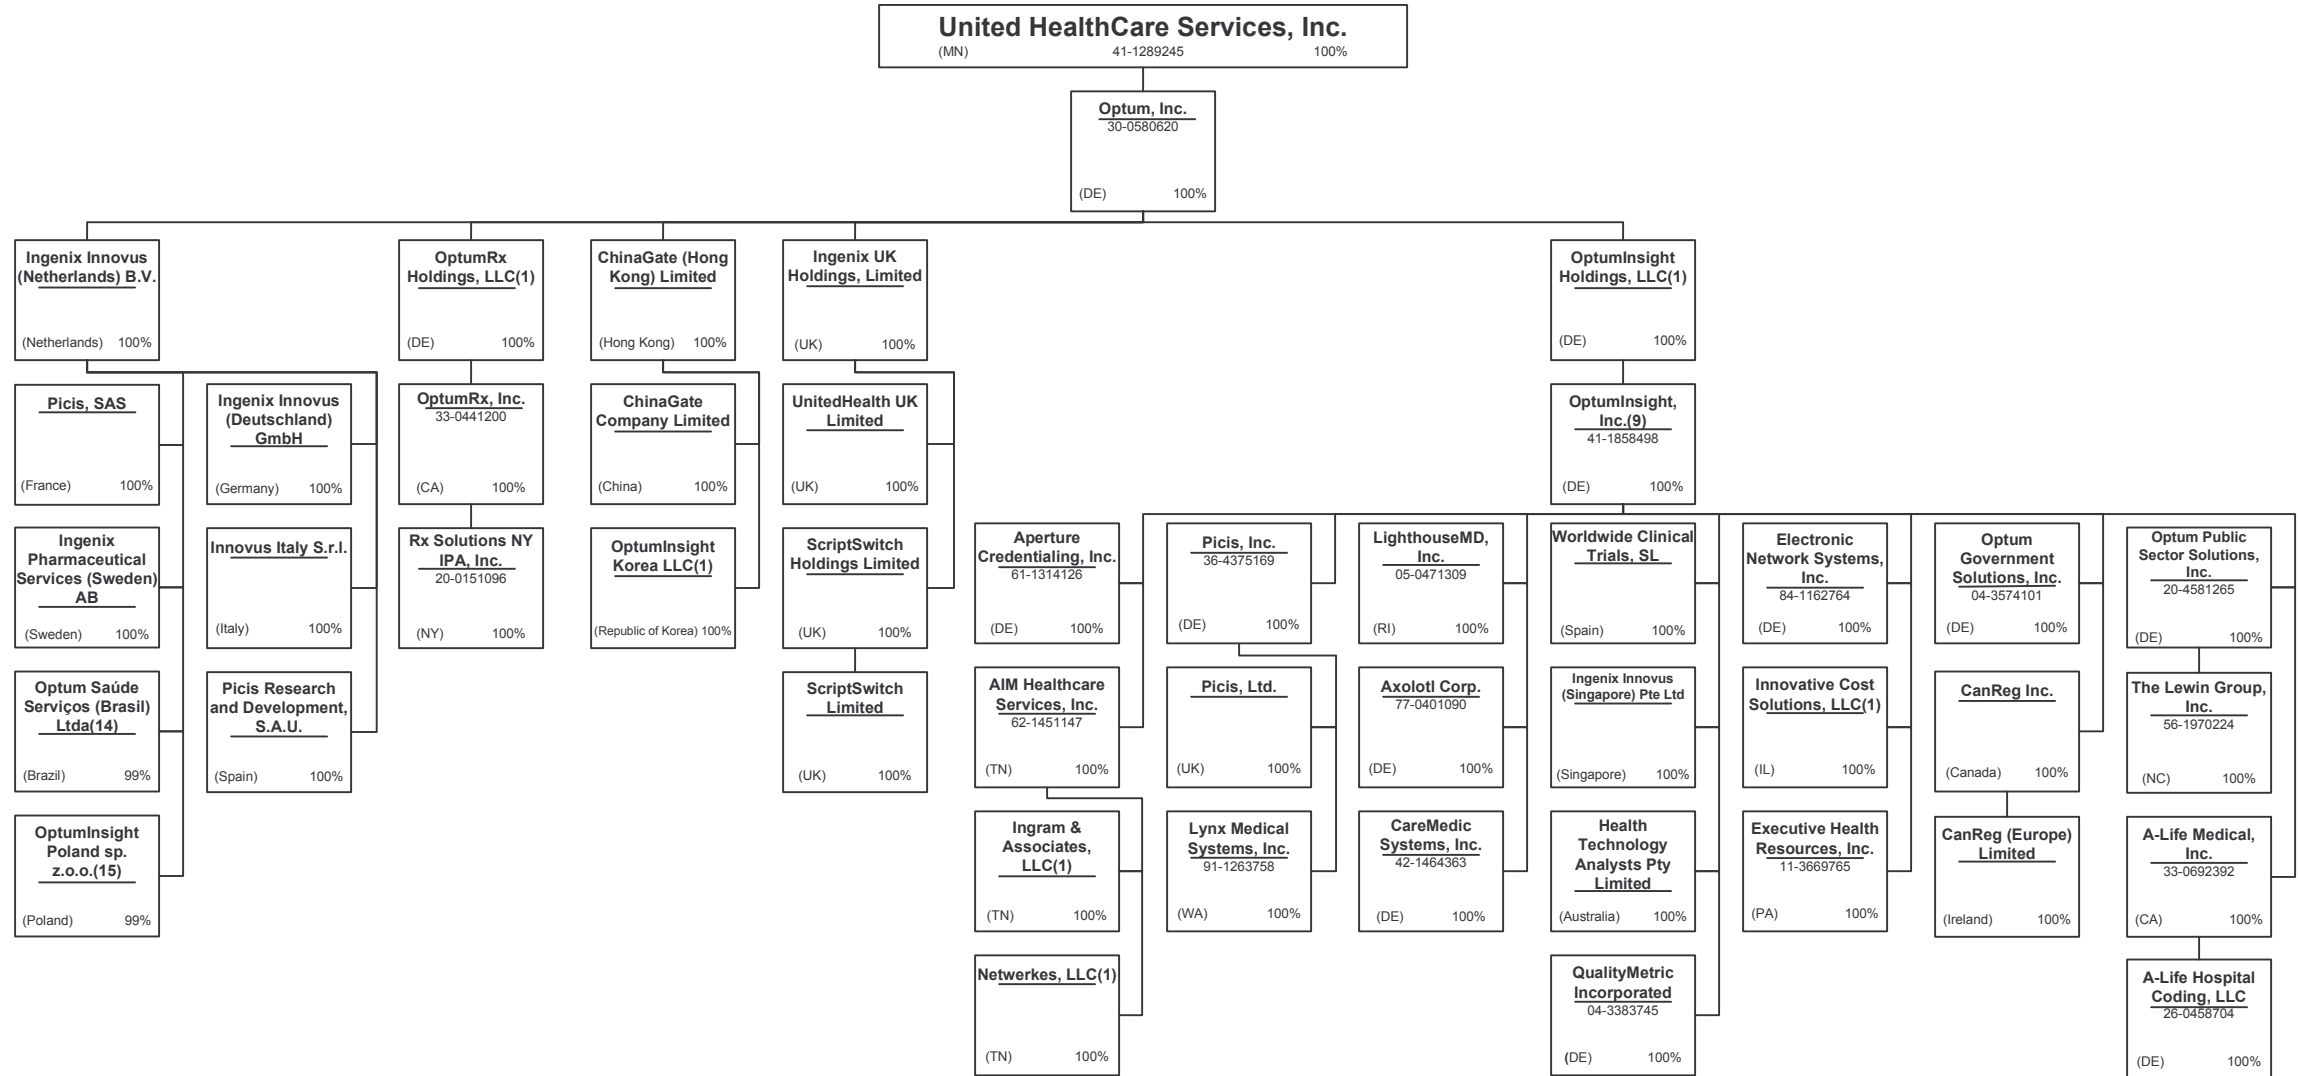 United HealthCare Services, Inc.
(MN) 41-1289245 100%
Optum, Inc.
30-0580620
(DE) 100%
Ingenix Innovus
(Netherlands) B.V.
(Netherlands) 100%
OptumRx
Holdings, LLC(1)
(DE) 100%
ChinaGate (Hong
Kong) Limited
(Hong Kong) 100%
Ingenix UK
Holdings, Limited
(UK) 100%
OptumInsight
Holdings, LLC(1)
(DE) 100%
Picis, SAS
(France) 100%
Ingenix Innovus
(Deutschland)
GmbH
(Germany) 100%
OptumRx, Inc.
33-0441200
(CA) 100%
ChinaGate
Company Limited
(China) 100%
UnitedHealth UK
Limited
(UK) 100%
OptumInsight,
Inc.(9)
41-1858498
(DE) 100%
Ingenix
Pharmaceutical
Services (Sweden)
AB
(Sweden) 100%
Innovus Italy S.r.l.
(Italy) 100%
Rx Solutions NY
IPA, Inc.
20-0151096
(NY) 100%
OptumInsight
Korea LLC(1)
(Republic of Korea) 100%
ScriptSwitch
Holdings Limited
(UK) 100%
Aperture
Credentialing, Inc.
61-1314126
(DE) 100%
Picis, Inc.
36-4375169
(DE) 100%
LighthouseMD,
Inc.
05-0471309
(RI) 100%
Worldwide Clinical
Trials, SL
(Spain) 100%
Electronic
Network Systems,
Inc.
84-1162764
(DE) 100%
Optum
Government
Solutions, Inc.
04-3574101
(DE) 100%
Optum Public
Sector Solutions,
Inc.
20-4581265
(DE) 100%
Optum Saúde
Serviços (Brasil)
Ltda(14)
(Brazil) 99%
Picis Research
and Development,
S.A.U.
(Spain) 100%
ScriptSwitch
Limited
(UK) 100%
AIM Healthcare
Services, Inc.
62-1451147
(TN) 100%
Picis, Ltd.
(UK) 100%
Axolotl Corp.
77-0401090
(DE) 100%
Ingenix Innovus
(Singapore) Pte Ltd
(Singapore) 100%
Innovative Cost
Solutions, LLC(1)
(IL) 100%
CanReg Inc.
(Canada) 100%
The Lewin Group,
Inc.
56-1970224
(NC) 100%
OptumInsight
Poland sp.
z.o.o.(15)
(Poland) 99%
Ingram &
Associates,
LLC(1)
(TN) 100%
Lynx Medical
Systems, Inc.
91-1263758
(WA) 100%
CareMedic
Systems, Inc.
42-1464363
(DE) 100%
Health
Technology
Analysts Pty
Limited
(Australia) 100%
Executive Health
Resources, Inc.
11-3669765
(PA) 100%
CanReg (Europe)
Limited
(Ireland) 100%
A-Life Medical,
Inc.
33-0692392
(CA) 100%
Netwerkes, LLC(1)
(TN) 100%
QualityMetric
Incorporated
04-3383745
(DE) 100%
A-Life Hospital
Coding, LLC
26-0458704
(DE) 100%